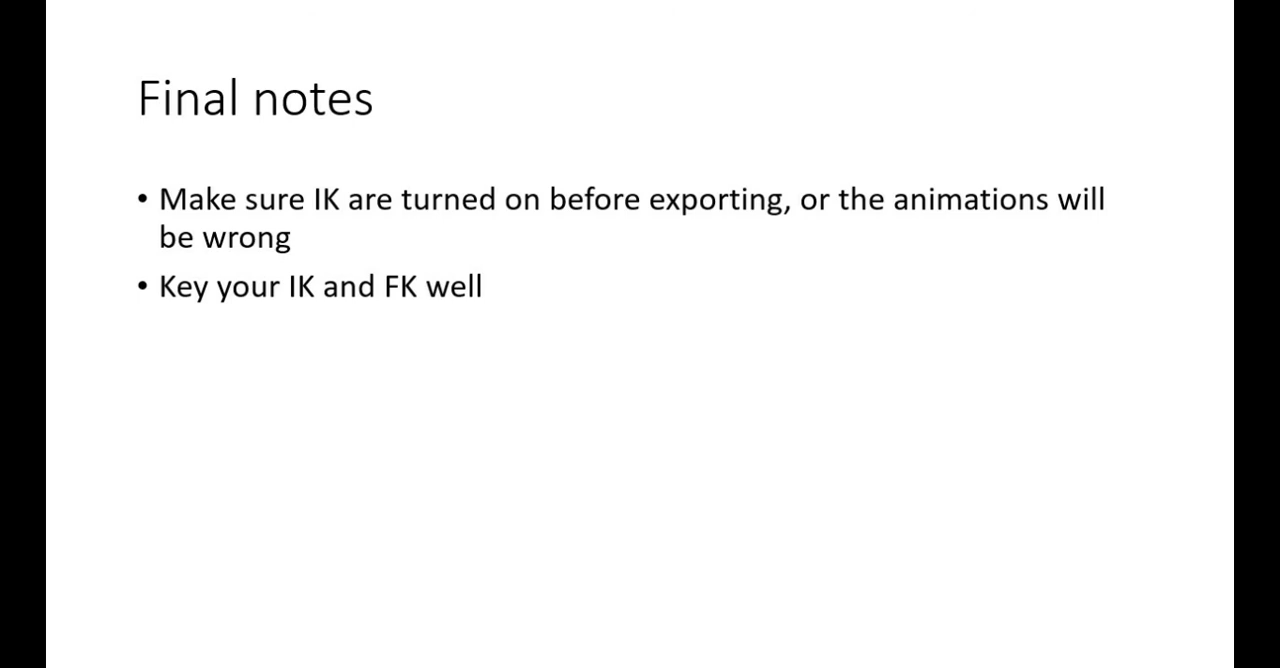 Final notes
• Make sure IK are turned on before exporting, or the animations will
be wrong
• Key your IK and FK well